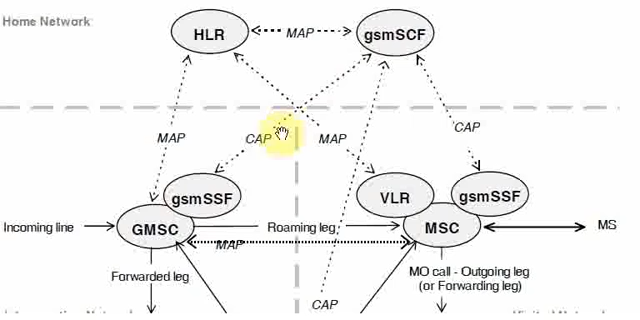 Home Network
HLR
MAP
gsmSCF
MAP
CAP
MAP
CAP
gsmSSF
VLR
gsmSSF
Incoming line
GMSC
Roaming leg
MSC
MS
MAP
Forwarded leg
MO call - Outgoing leg
(or Forwarding leg)
CAP